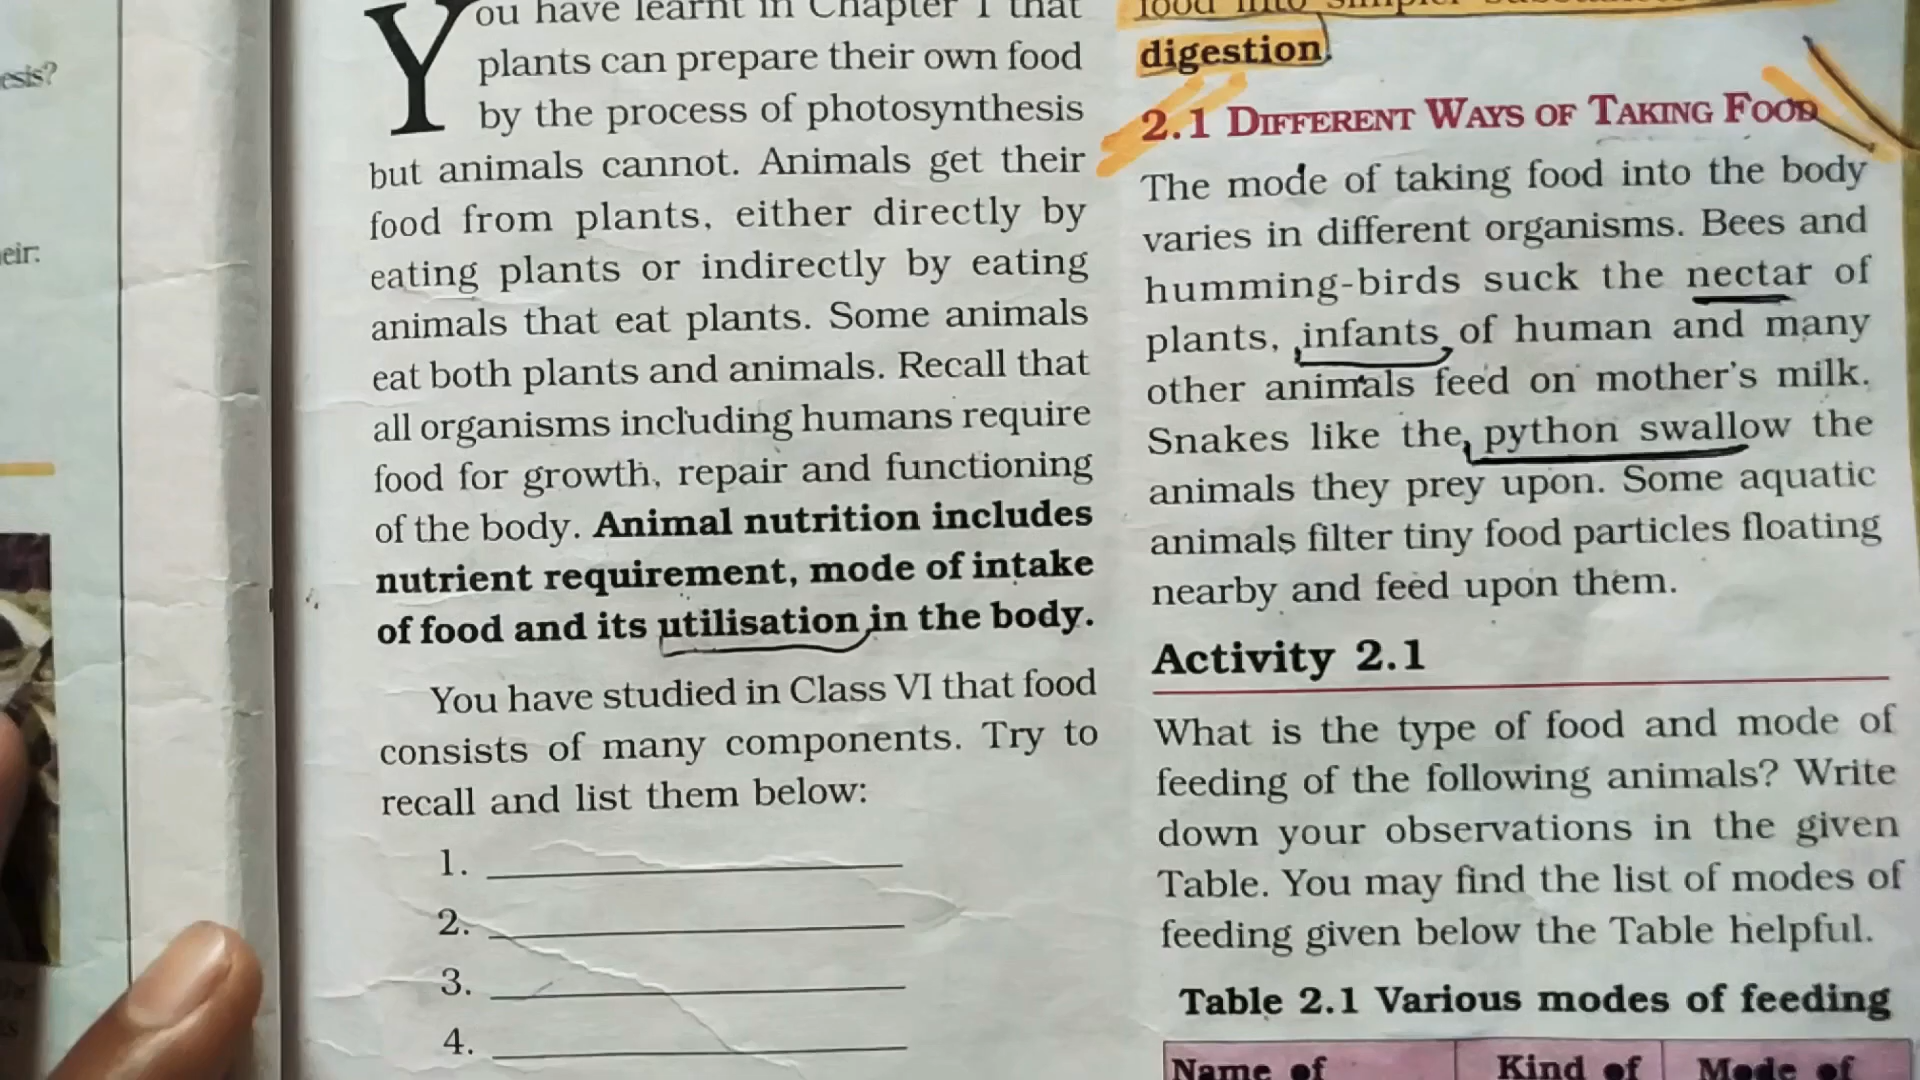 esis?
eir:
You have learnt in Chapter 1 that
plants can prepare their own food
by the process of photosynthesis
but animals cannot. Animals get their
food from plants, either directly by
eating plants or indirectly by eating
animals that eat plants. Some animals
eat both plants and animals. Recall that
all organisms including humans require
food for growth, repair and functioning
of the body. Animal nutrition includes
nutrient requirement, mode of intake
of food and its utilisation in the body.
You have studied in Class VI that food
consists of many components. Try to
recall and list them below:
1.
2.
3.
4.
food into simpler
digestion.
2.1 DIFFERENT WAYS OF TAKING FOOD
The mode of taking food into the body
varies in different organisms. Bees and
humming-birds suck the nectar of
plants, infants of human and many
other animals feed on mother's milk.
Snakes like the python swallow the
animals they prey upon. Some aquatic
animals filter tiny food particles floating
nearby and feed upon them.
Activity 2.1
What is the type of food and mode of
feeding of the following animals? Write
down your observations in the given
Table. You may find the list of modes of
feeding given below the Table helpful.
Table 2.1 Various modes of feeding
Name of Kind of Mode of